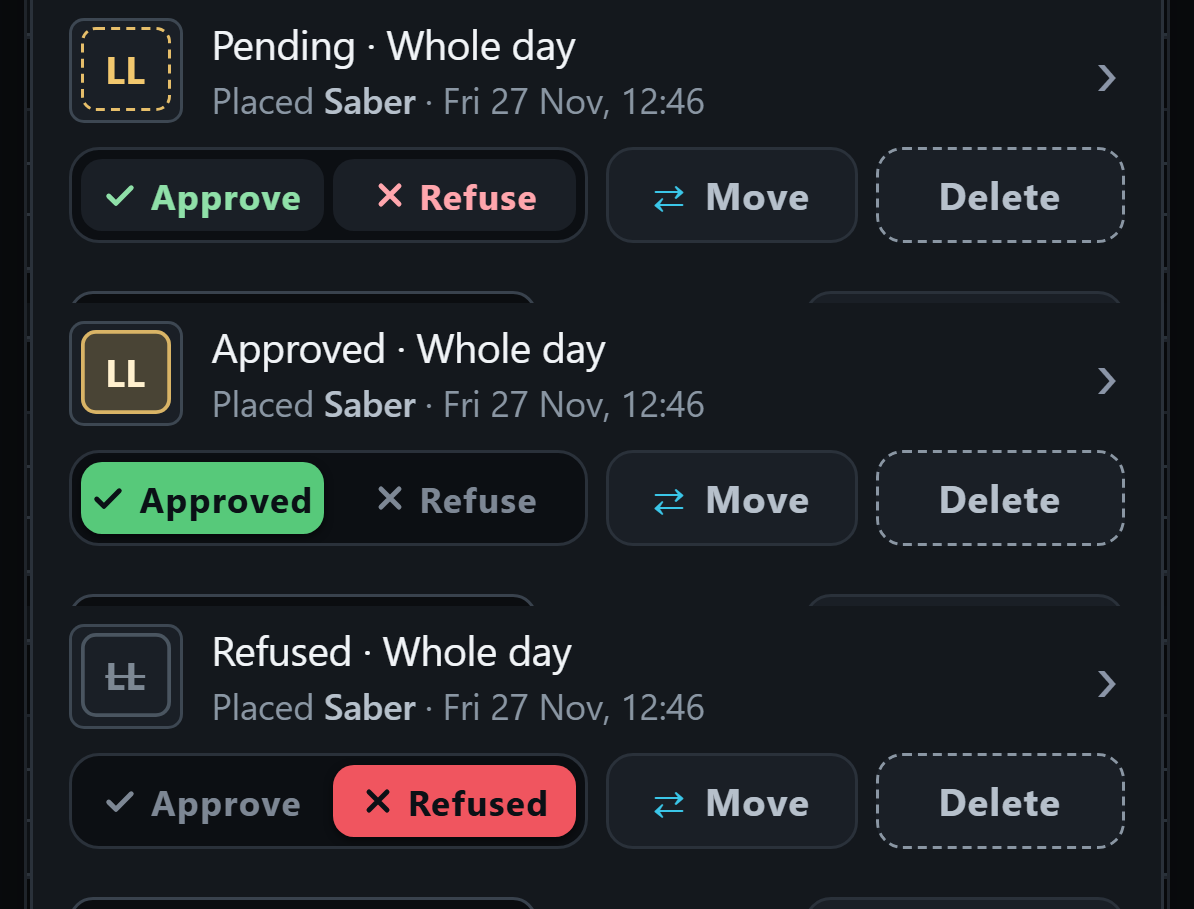 LL
Pending · Whole day
Placed Saber · Fri 27 Nov, 12:46
Approve Refuse Move Delete
LL
Approved · Whole day
Placed Saber · Fri 27 Nov, 12:46
Approved Refuse Move Delete
LL
Refused · Whole day
Placed Saber · Fri 27 Nov, 12:46
Approve Refused Move Delete